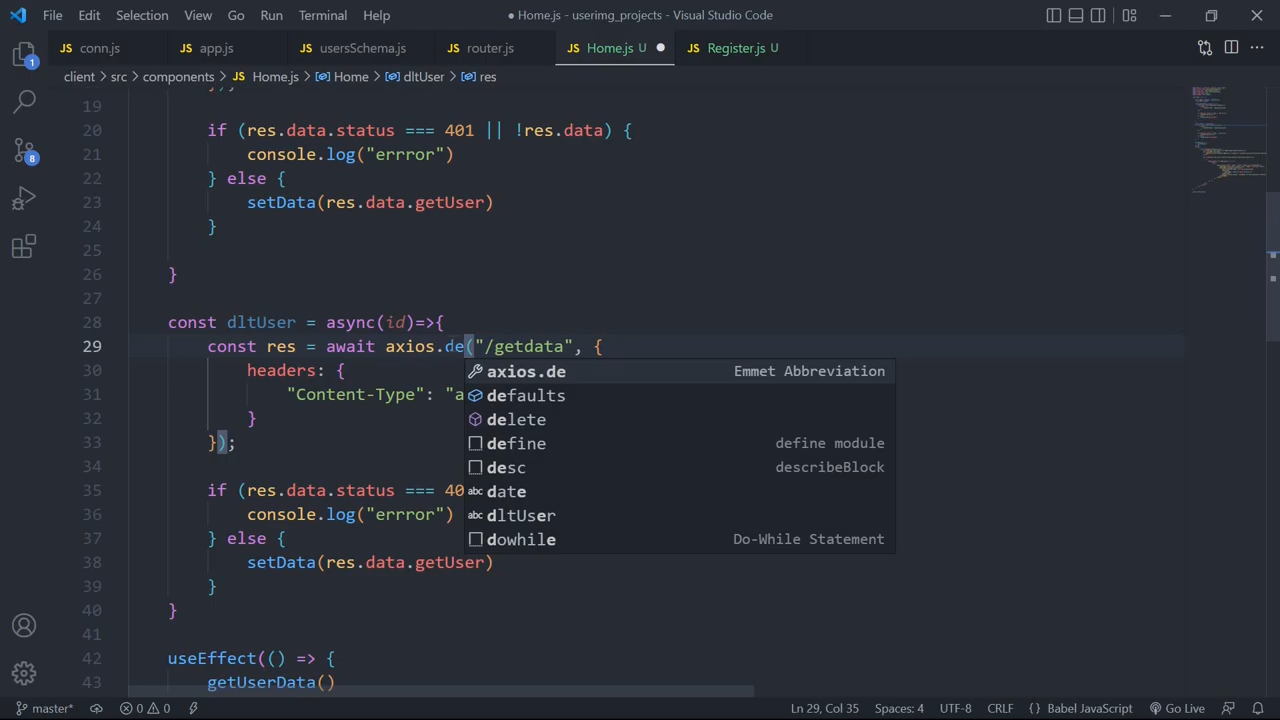 File Edit Selection View Go Run Terminal Help ● Home.js - userimg_projects - Visual Studio Code
JS conn.js JS app.js JS usersSchema.js JS router.js JS Home.js U ● JS Register.js U
client > src > components > JS Home.js > Home > dltUser > res
19
20 if (res.data.status === 401 || !res.data) {
21 console.log("errror")
22 } else {
23 setData(res.data.getUser)
24 }
25
26 }
27
28 const dltUser = async(id)=>{
29 const res = await axios.de("/getdata", {
30 headers: {
31 "Content-Type": "a
32 }
33 });
34
35 if (res.data.status === 40
36 console.log("errror")
37 } else {
38 setData(res.data.getUser)
39 }
40 }
41
42 useEffect(() => {
43 getUserData()
axios.de Emmet Abbreviation
defaults
delete
define define module
desc describeBlock
abc date
abc dltUser
dowhile Do-While Statement
1
8
master* 0 0 Ln 29, Col 35 Spaces: 4 UTF-8 CRLF {} Babel JavaScript Go Live